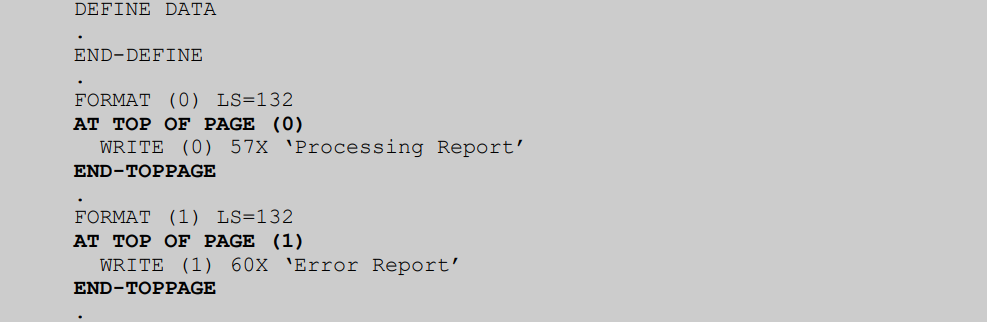 DEFINE DATA
.
END-DEFINE
.
FORMAT (0) LS=132
AT TOP OF PAGE (0)
WRITE (0) 57X ‘Processing Report’
END-TOPPAGE
.
FORMAT (1) LS=132
AT TOP OF PAGE (1)
WRITE (1) 60X ‘Error Report’
END-TOPPAGE
.